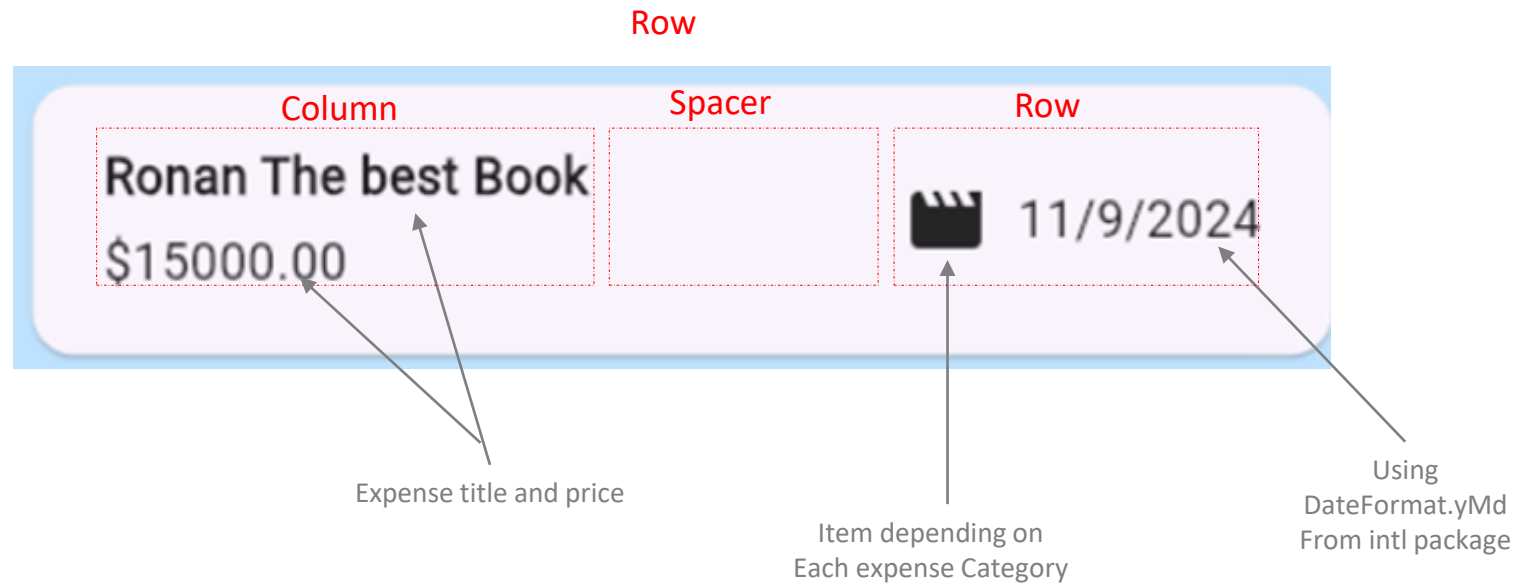 Row
Column
Spacer
Row
Ronan The best Book
$15000.00
11/9/2024
Expense title and price
Item depending on
Each expense Category
Using
DateFormat.yMd
From intl package